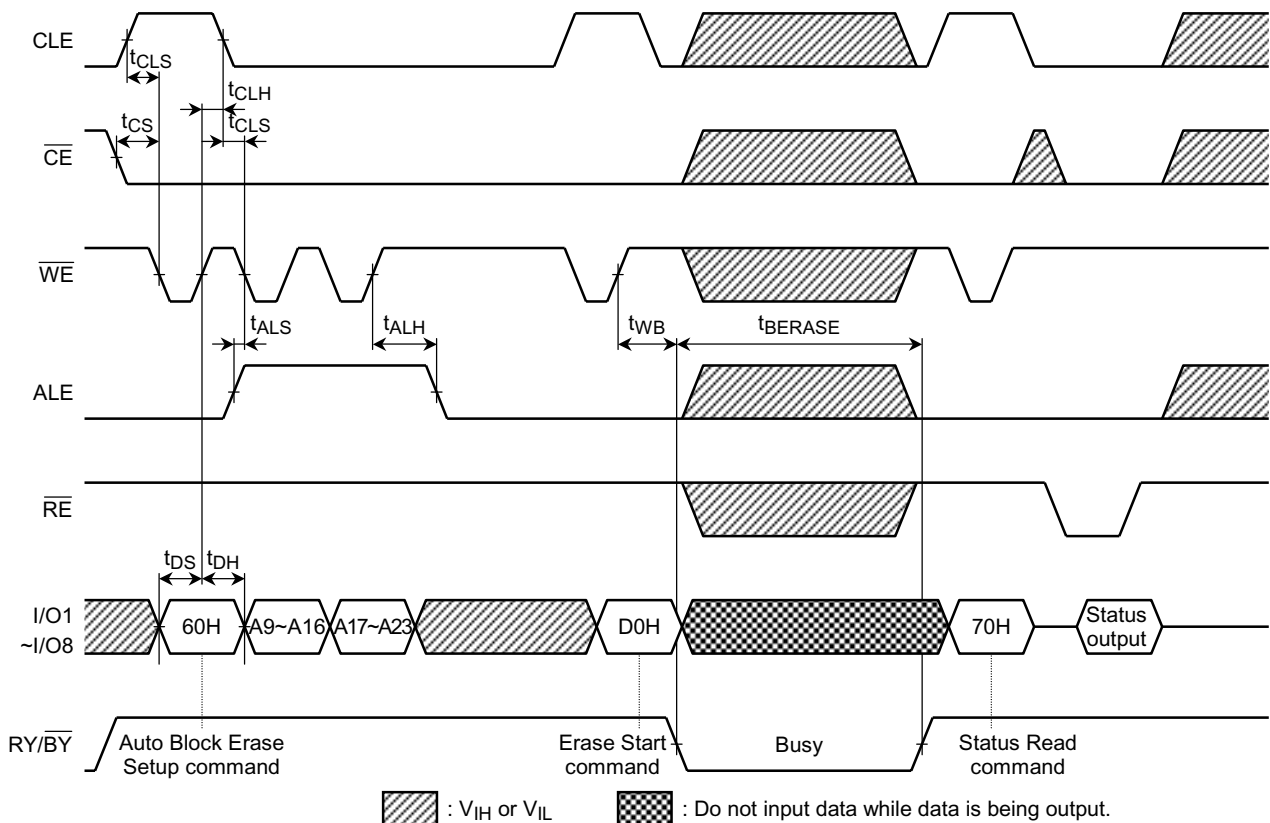 CLE
tCLS
tCLH
tCS
tCLS
CE
WE
tALS
tALH
tWB
tBERASE
ALE
RE
tDS
tDH
I/O1
~I/O8
60H
A9~A16
A17~A23
D0H
70H
Status
output
RY/BY
Auto Block Erase
Setup command
Erase Start
command
Busy
Status Read
command
: VIH or VIL
: Do not input data while data is being output.